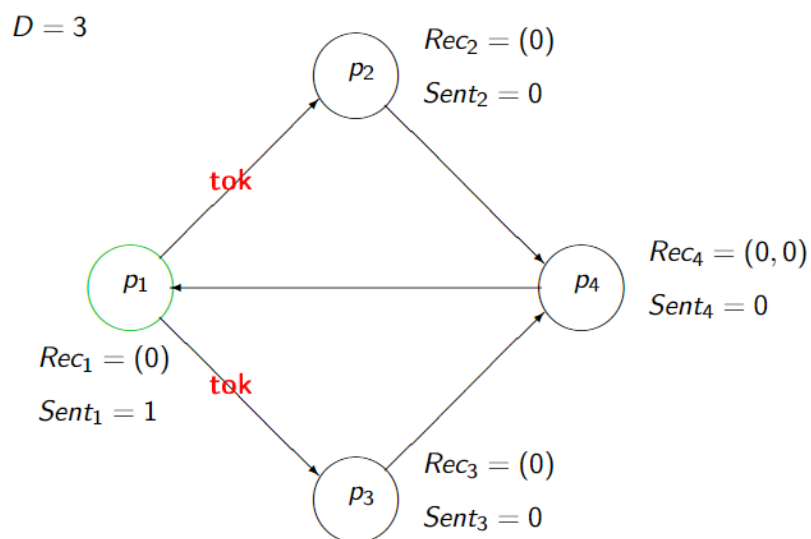 D = 3
p₂
Rec₂ = (0)
Sent₂ = 0
tok
p₁
Rec₁ = (0)
Sent₁ = 1
p₄
Rec₄ = (0, 0)
Sent₄ = 0
tok
p₃
Rec₃ = (0)
Sent₃ = 0